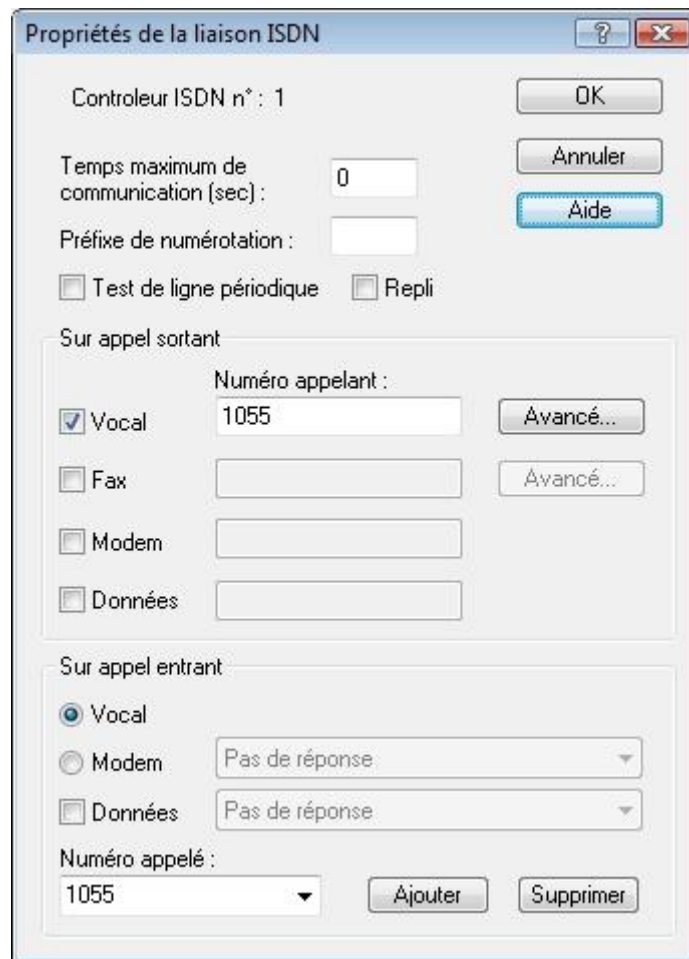 Propriétés de la liaison ISDN
Controleur ISDN n° : 1
OK
Temps maximum de
communication (sec) :
0
Annuler
Aide
Préfixe de numérotation :
Test de ligne périodique
Repli
Sur appel sortant
Numéro appelant :
Vocal
1055
Avancé...
Fax
Avancé...
Modem
Données
Sur appel entrant
Vocal
Modem
Pas de réponse
Données
Pas de réponse
Numéro appelé :
1055
Ajouter
Supprimer